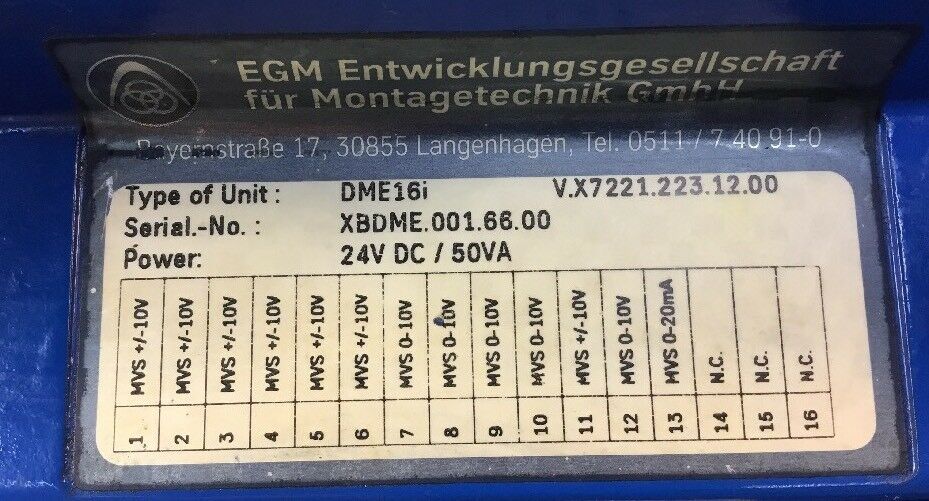 EGM Entwicklungsgesellschaft
für Montagetechnik GmbH
Bayernstraße 17, 30855 Langenhagen, Tel. 0511 / 7 40 91-0
Type of Unit : DME16i V.X7221.223.12.00
Serial.-No. : XBDME.001.66.00
Power: 24V DC / 50VA
1 MVS +/-10V
2 MVS +/-10V
3 MVS +/-10V
4 MVS +/-10V
5 MVS +/-10V
6 MVS +/-10V
7 MVS 0-10V
8 MVS 0-10V
9 MVS 0-10V
10 MVS 0-10V
11 MVS +/-10V
12 MVS 0-10V
13 MVS 0-20mA
14 N.C.
15 N.C.
16 N.C.